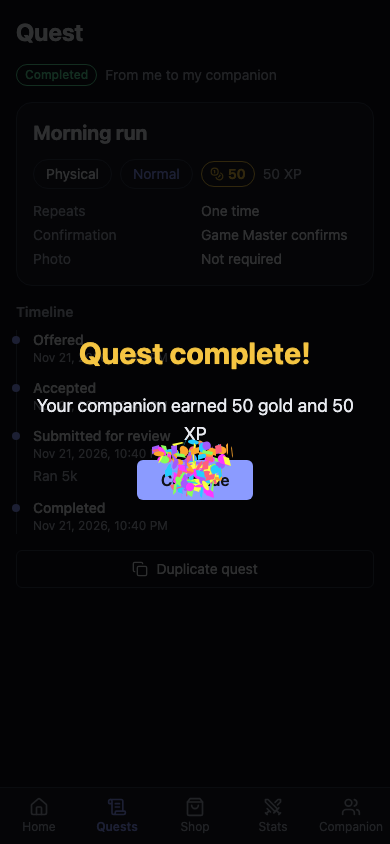 Quest
Completed From me to my companion
Morning run
Physical Normal 50 50 XP
Repeats One time
Confirmation Game Master confirms
Photo Not required
Timeline
Offered
Nov 21, 2026,
Quest complete!
Accepted
Your companion earned 50 gold and 50
XP
Submitted for review
Nov 21, 2026, 10:40
Ran 5k
Completed
Nov 21, 2026, 10:40 PM
Duplicate quest
Home Quests Shop Stats Companion